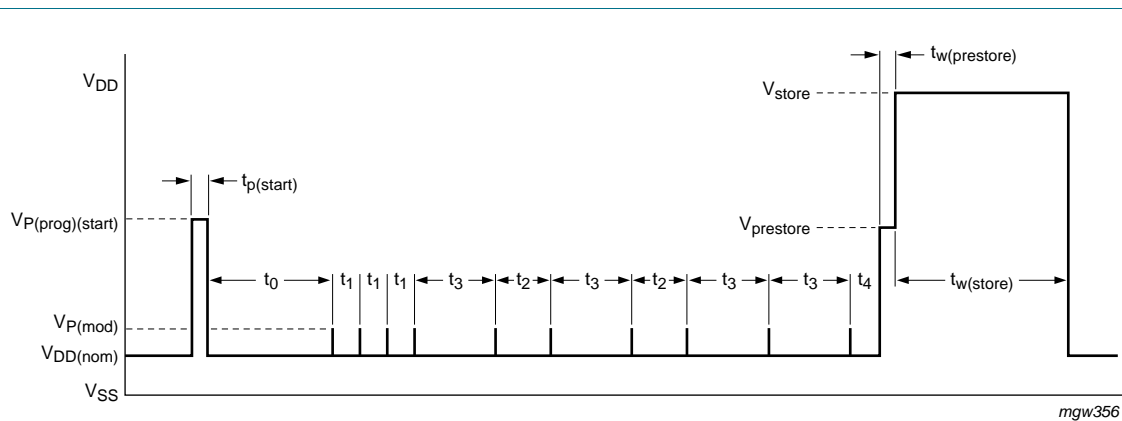 tw(prestore)
VDD
Vstore
tp(start)
VP(prog)(start)
Vprestore
t0 t1 t1 t1 t3 t2 t3 t2 t3 t3 t4 tw(store)
VP(mod)
VDD(nom)
VSS
mgw356